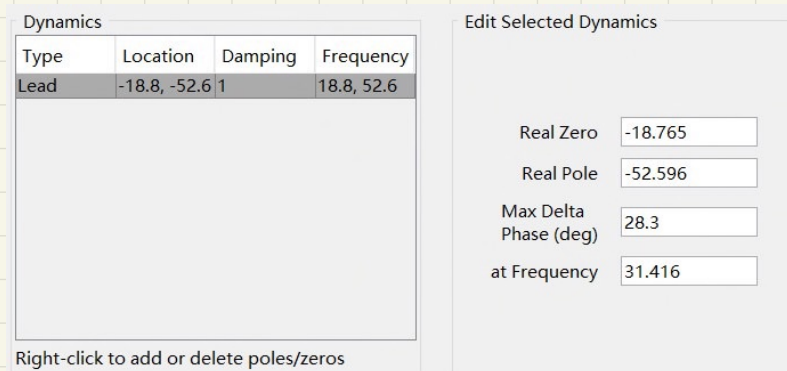 Dynamics
Type Location Damping Frequency
Lead -18.8, -52.6 1 18.8, 52.6
Right-click to add or delete poles/zeros
Edit Selected Dynamics
Real Zero -18.765
Real Pole -52.596
Max Delta
Phase (deg) 28.3
at Frequency 31.416